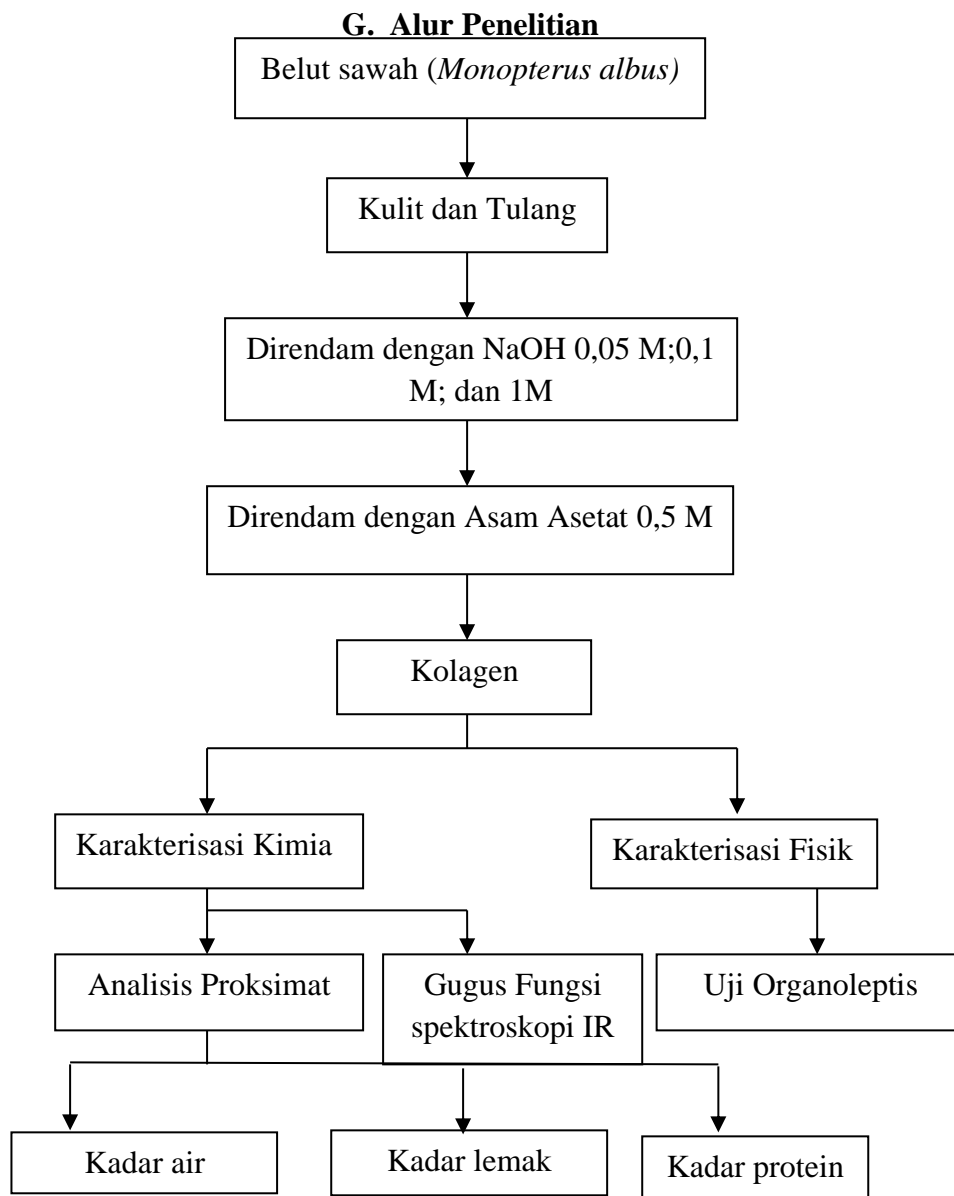 G. Alur Penelitian
Belut sawah (Monopterus albus)
Kulit dan Tulang
Direndam dengan NaOH 0,05 M;0,1
M; dan 1M
Direndam dengan Asam Asetat 0,5 M
Kolagen
Karakterisasi Kimia
Karakterisasi Fisik
Analisis Proksimat
Gugus Fungsi
spektroskopi IR
Uji Organoleptis
Kadar air
Kadar lemak
Kadar protein